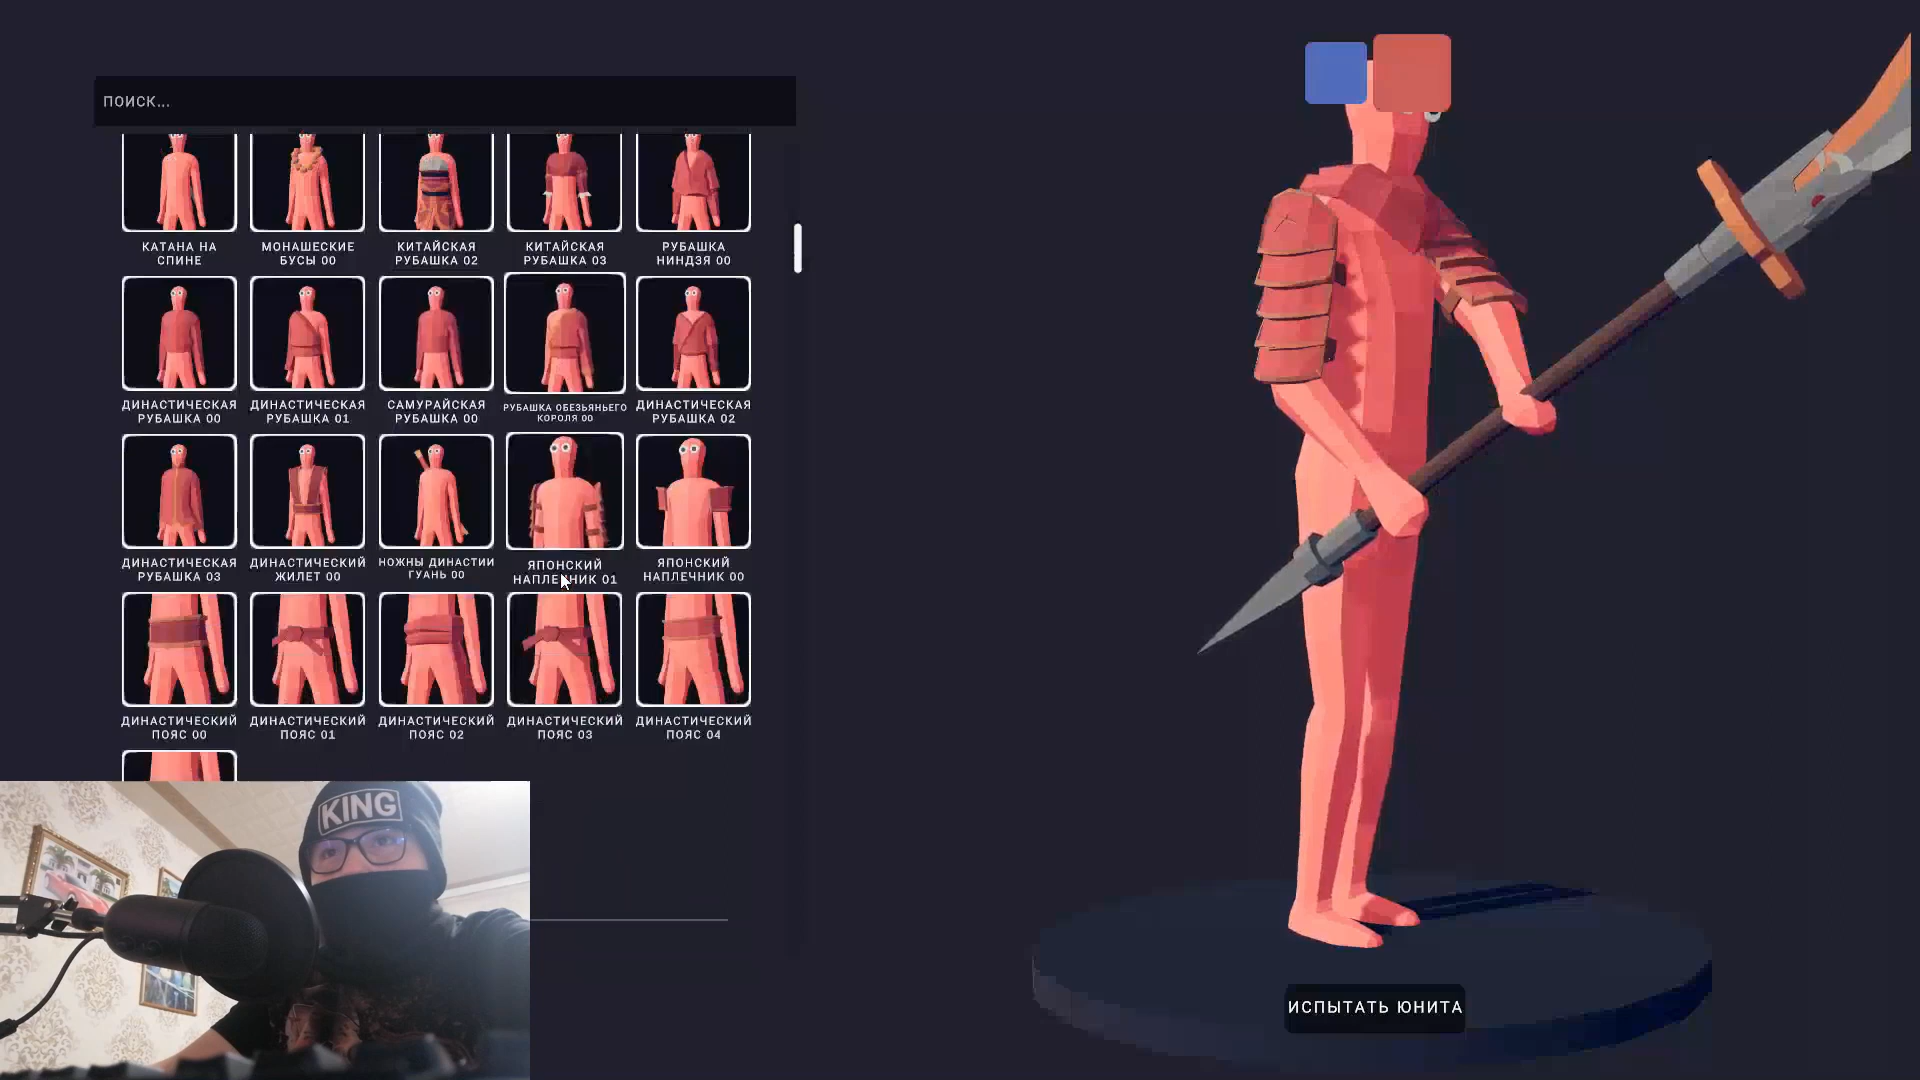 ПОИСК...
КАТАНА НА
СПИНЕ
МОНАШЕСКИЕ
БУСЫ 00
КИТАЙСКАЯ
РУБАШКА 02
КИТАЙСКАЯ
РУБАШКА 03
РУБАШКА
НИНДЗЯ 00
ДИНАСТИЧЕСКАЯ
РУБАШКА 00
ДИНАСТИЧЕСКАЯ
РУБАШКА 01
САМУРАЙСКАЯ
РУБАШКА 00
РУБАШКА ОБЕЗЬЯНЬЕГО
КОРОЛЯ 00
ДИНАСТИЧЕСКАЯ
РУБАШКА 02
ДИНАСТИЧЕСКАЯ
РУБАШКА 03
ДИНАСТИЧЕСКИЙ
ЖИЛЕТ 00
НОЖНЫ ДИНАСТИИ
ГУАНЬ 00
ЯПОНСКИЙ
НАПЛЕЧНИК 01
ЯПОНСКИЙ
НАПЛЕЧНИК 00
ДИНАСТИЧЕСКИЙ
ПОЯС 00
ДИНАСТИЧЕСКИЙ
ПОЯС 01
ДИНАСТИЧЕСКИЙ
ПОЯС 02
ДИНАСТИЧЕСКИЙ
ПОЯС 03
ДИНАСТИЧЕСКИЙ
ПОЯС 04
KING
ИСПЫТАТЬ ЮНИТА